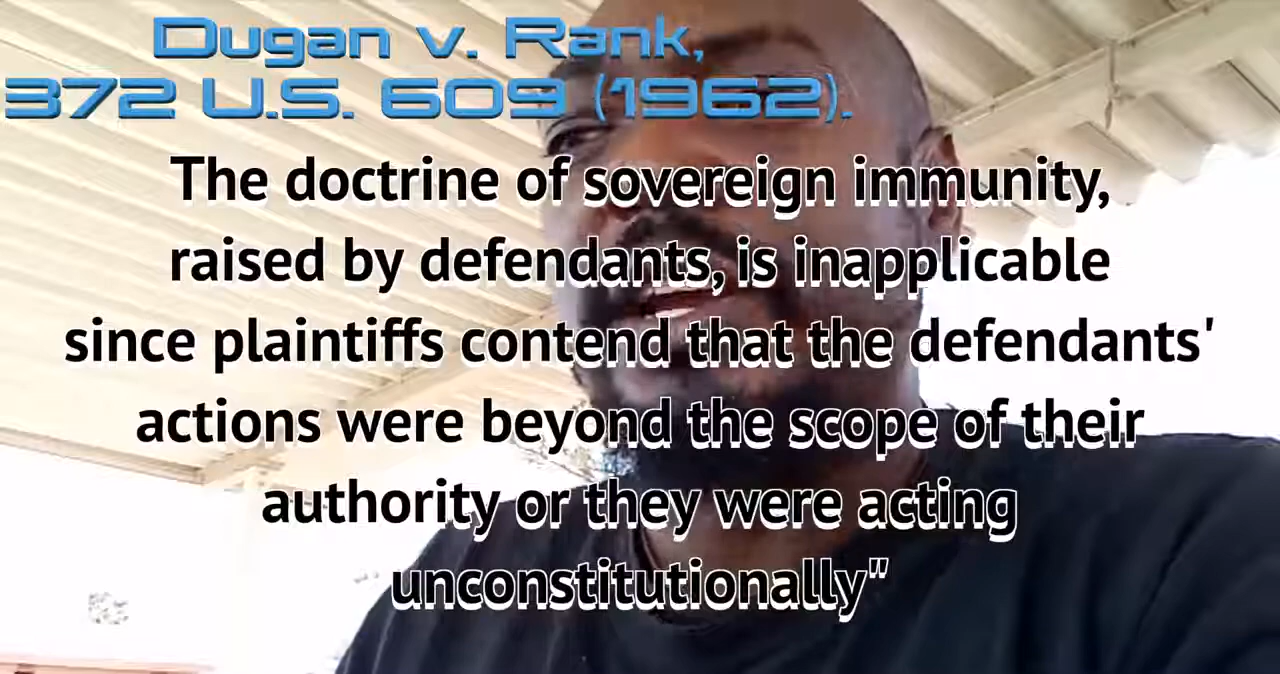 Dugan v. Rank,
372 U.S. 609 (1962).
The doctrine of sovereign immunity,
raised by defendants, is inapplicable
since plaintiffs contend that the defendants'
actions were beyond the scope of their
authority or they were acting
unconstitutionally"